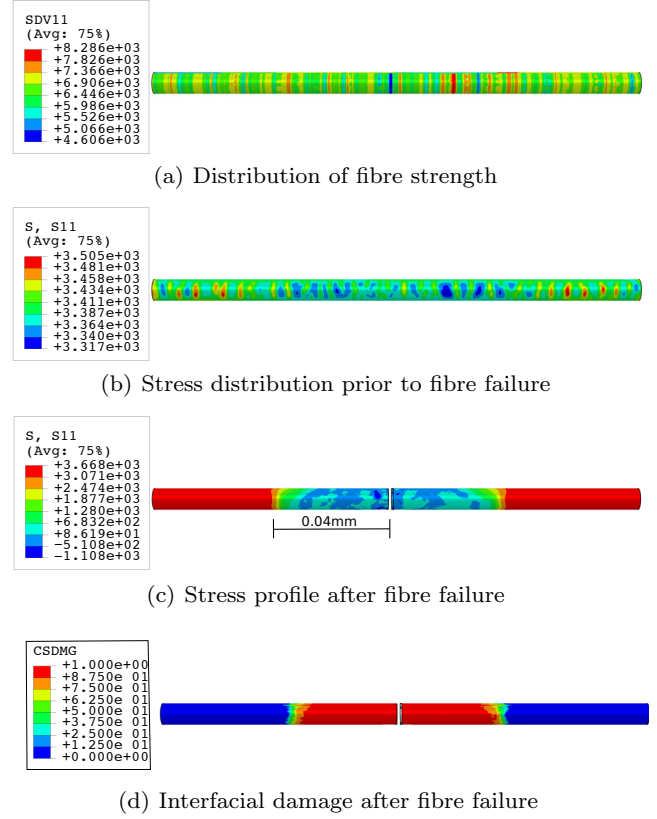 SDV11
(Avg: 75%)
+8.286e+03
+7.826e+03
+7.366e+03
+6.906e+03
+6.446e+03
+5.986e+03
+5.526e+03
+5.066e+03
+4.606e+03
(a) Distribution of fibre strength
S, S11
(Avg: 75%)
+3.505e+03
+3.481e+03
+3.458e+03
+3.434e+03
+3.411e+03
+3.387e+03
+3.364e+03
+3.340e+03
+3.317e+03
(b) Stress distribution prior to fibre failure
S, S11
(Avg: 75%)
+3.668e+03
+3.071e+03
+2.474e+03
+1.877e+03
+1.280e+03
+6.832e+02
+8.619e+01
-5.108e+02
-1.108e+03
0.04mm
(c) Stress profile after fibre failure
CSDMG
+1.000e+00
+8.750e 01
+7.500e 01
+6.250e 01
+5.000e 01
+3.750e 01
+2.500e 01
+1.250e 01
+0.000e+00
(d) Interfacial damage after fibre failure